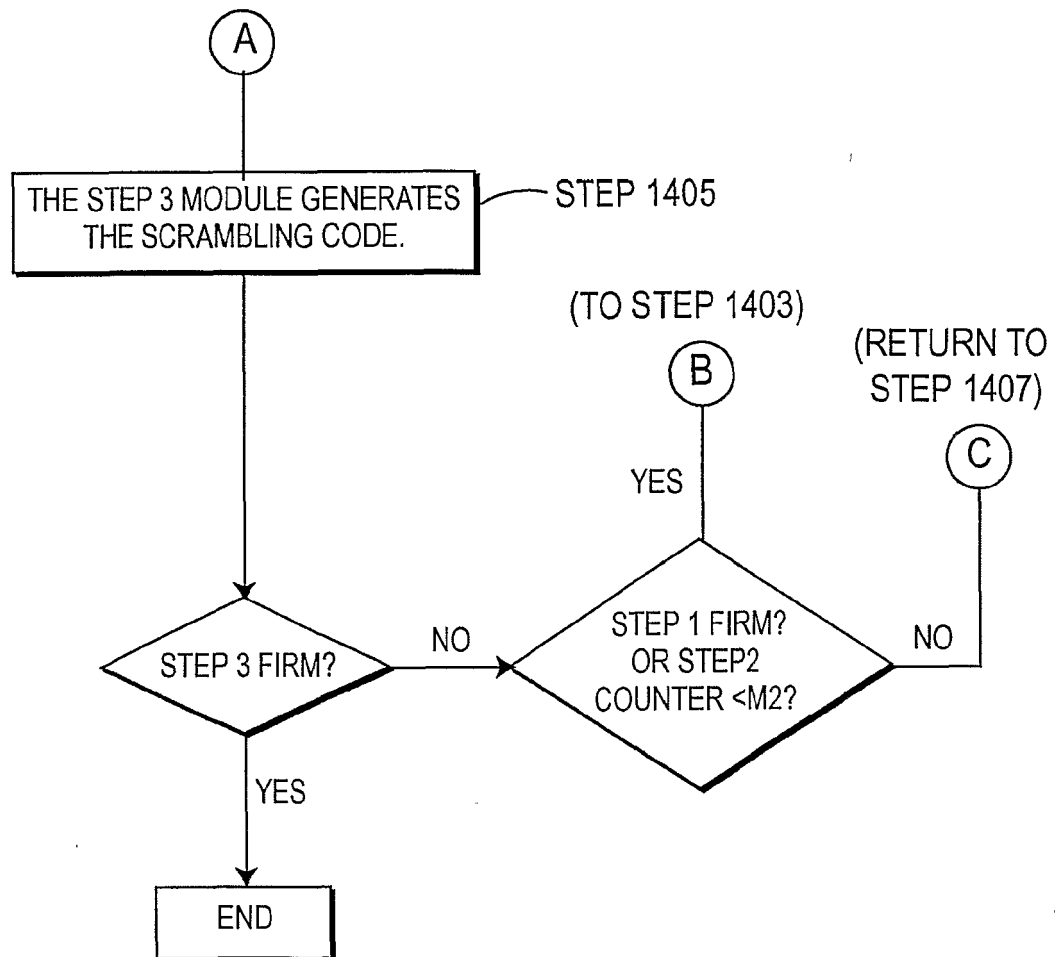 A
THE STEP 3 MODULE GENERATES
THE SCRAMBLING CODE.
STEP 1405
(TO STEP 1403)
B
(RETURN TO
STEP 1407)
C
YES
STEP 3 FIRM?
NO
STEP 1 FIRM?
OR STEP2
COUNTER <M2?
NO
YES
END